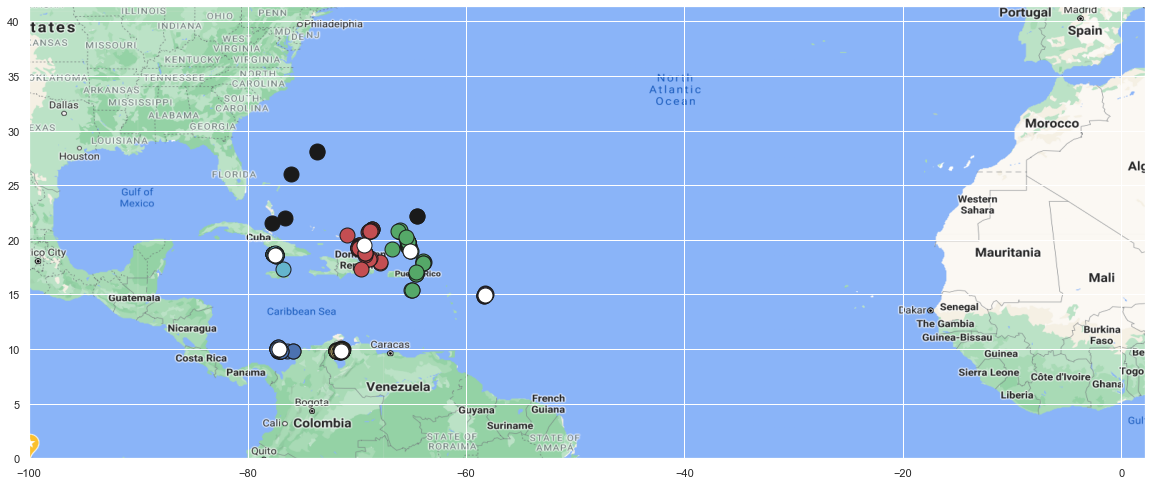 40
35
30
25
20
15
10
5
0
−100
−80
−60
−40
−20
0
ILLINOIS
OHIO
PENN
INDIANA
Philadelphia
tates
MD
DE
NJ
WEST
VIRGINIA
KANSAS
MISSOURI
KENTUCKY
VIRGINIA
OKLAHOMA
TENNESSEE
NORTH
CAROLINA
ARKANSAS
MISSISSIPPI
SOUTH
CAROLINA
Dallas
ALABAMA
GEORGIA
EXAS
LOUISIANA
Houston
FLORIDA
Gulf of
Mexico
Cuba
ico City
Puerto Rico
Guatemala
Caribbean Sea
Nicaragua
Caracas
Costa Rica
Panama
Venezuela
Bogota
French
Guiana
Guyana
Cali
Colombia
Suriname
STATE OF
RORAIMA
STATE OF
AMAPA
Quito
North
Atlantic
Ocean
Portugal
Madrid
Spain
Morocco
Alg
Western
Sahara
Mauritania
Mali
Dakar
Senegal
The Gambia
Burkina
Faso
Guinea-Bissau
Guinea
Be
Sierra Leone
Côte d'Ivoire
Togo
Ghana
Liberia
Gulf